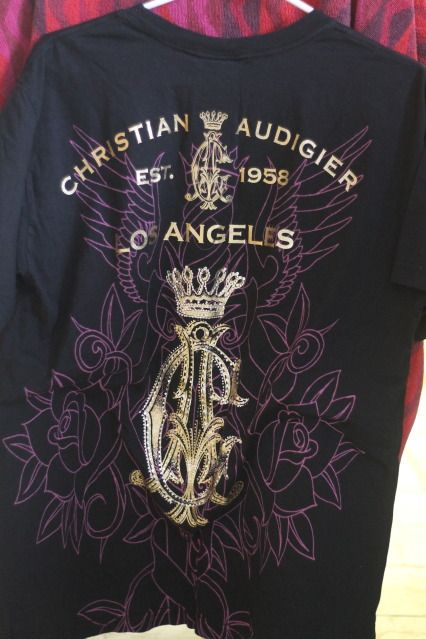 CHRISTIAN AUDIGIER
EST. 1958
LOS ANGELES